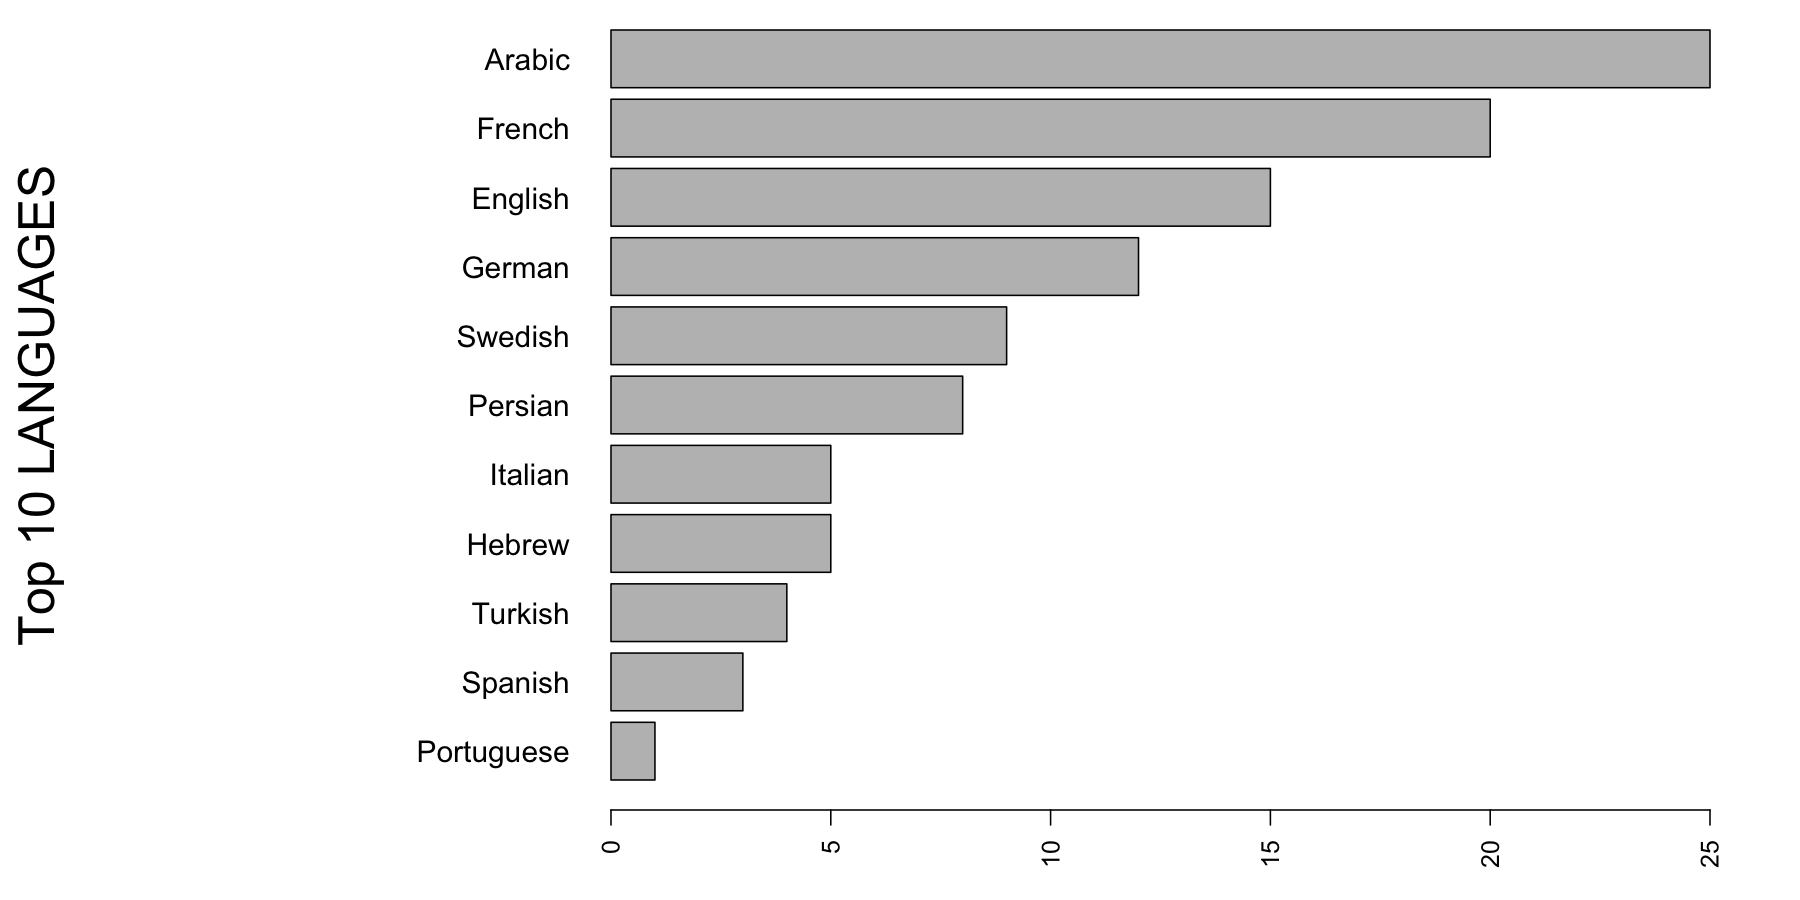 Top 10 LANGUAGES
Arabic
French
English
German
Swedish
Persian
Italian
Hebrew
Turkish
Spanish
Portuguese
0 5 10 15 20 25